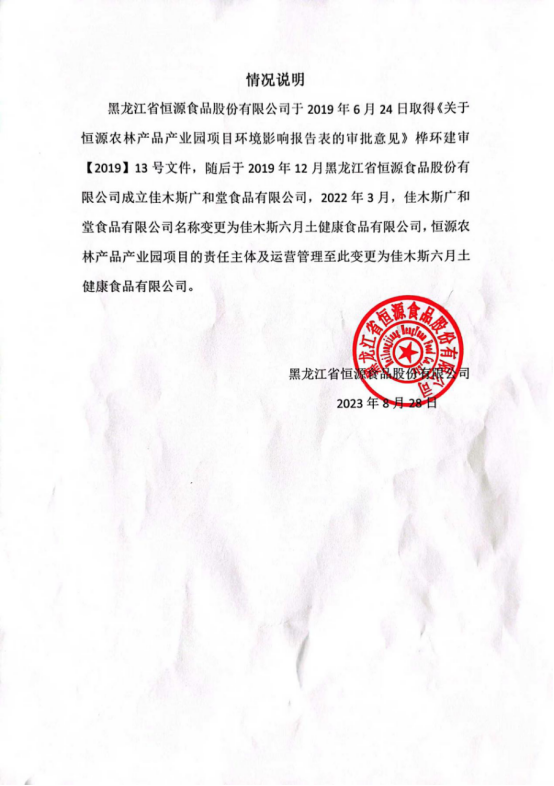 情况说明
黑龙江省恒源食品股份有限公司于 2019 年 6 月 24 日取得《关于
恒源农林产品产业园项目环境影响报告表的审批意见》桦环建审
【2019】13 号文件，随后于 2019 年 12 月黑龙江省恒源食品股份有
限公司成立佳木斯广和堂食品有限公司，2022 年 3 月，佳木斯广和
堂食品有限公司名称变更为佳木斯六月土健康食品有限公司，恒源农
林产品产业园项目的责任主体及运营管理至此变更为佳木斯六月土
健康食品有限公司。
黑龙江省恒源食品股份有限公司
黑龙江省恒源食品股份有限公司
2023 年 8 月 28 日